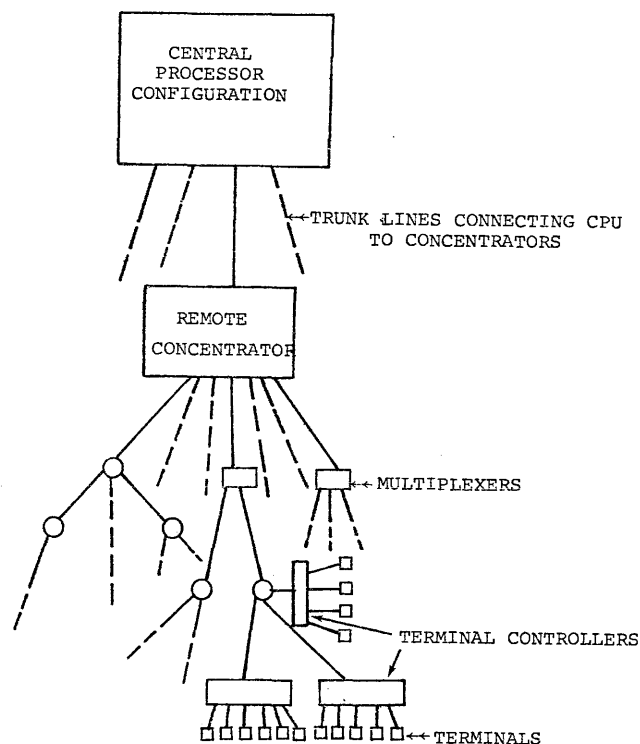 CENTRAL
PROCESSOR
CONFIGURATION
TRUNK LINES CONNECTING CPU
TO CONCENTRATORS
REMOTE
CONCENTRATOR
MULTIPLEXERS
TERMINAL CONTROLLERS
TERMINALS